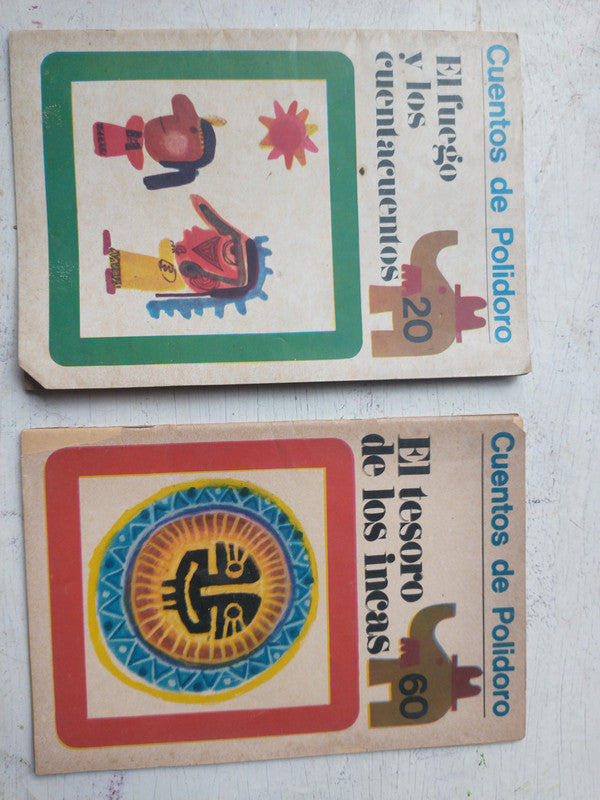 Cuentos de Polidoro
El fuego
y los
cuentacuentos
20
Cuentos de Polidoro
El tesoro
de los incas
60